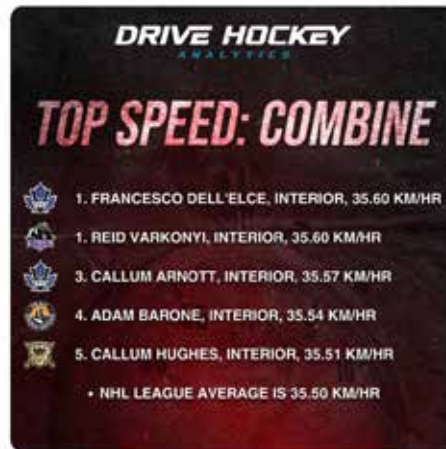 DRIVE HOCKEY
ANALYTICS
TOP SPEED: COMBINE
1. FRANCESCO DELL'ELCE, INTERIOR, 35.60 KM/HR
1. REID VARKONYI, INTERIOR, 35.60 KM/HR
3. CALLUM ARNOTT, INTERIOR, 35.57 KM/HR
4. ADAM BARONE, INTERIOR, 35.54 KM/HR
5. CALLUM HUGHES, INTERIOR, 35.51 KM/HR
• NHL LEAGUE AVERAGE IS 35.50 KM/HR